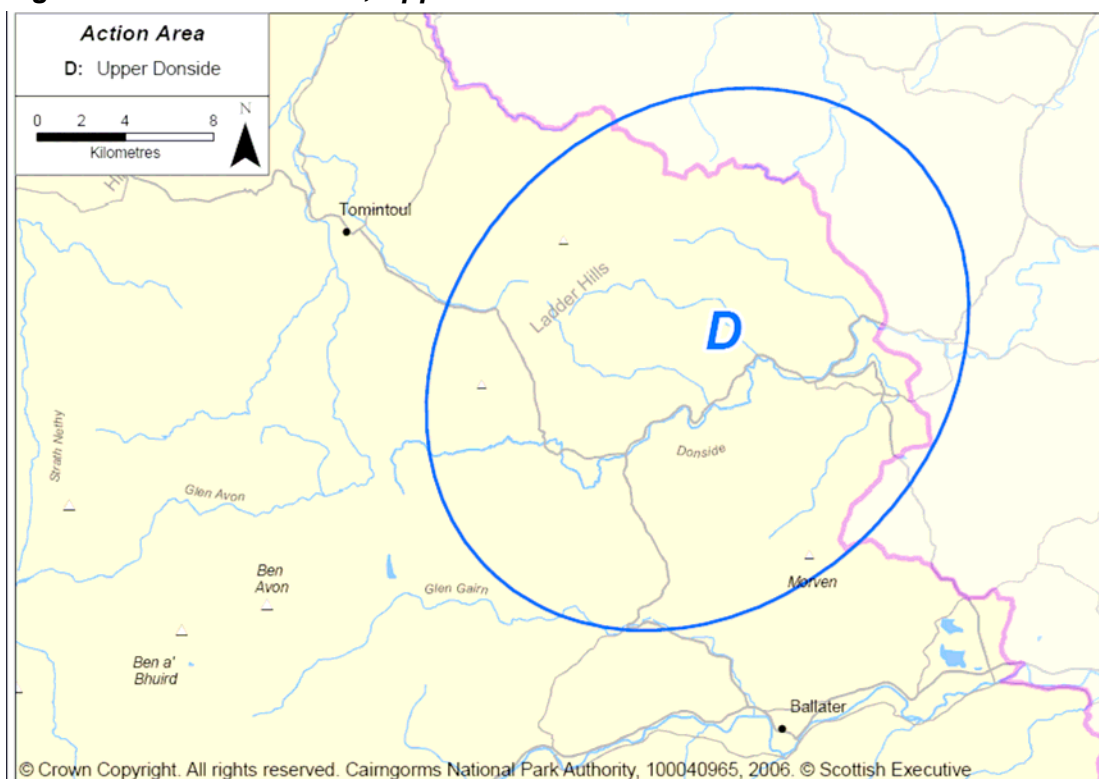 Action Area
D: Upper Donside
N
0 2 4 8
Kilometres
Tomintoul
Ladder Hills
D
Donside
Strath Nethy
Glen Avon
Ben
Avon
Glen Gairn
Morven
Ben a'
Bhuird
Ballater
© Crown Copyright. All rights reserved. Cairngorms National Park Authority, 100040965, 2006. © Scottish Executive